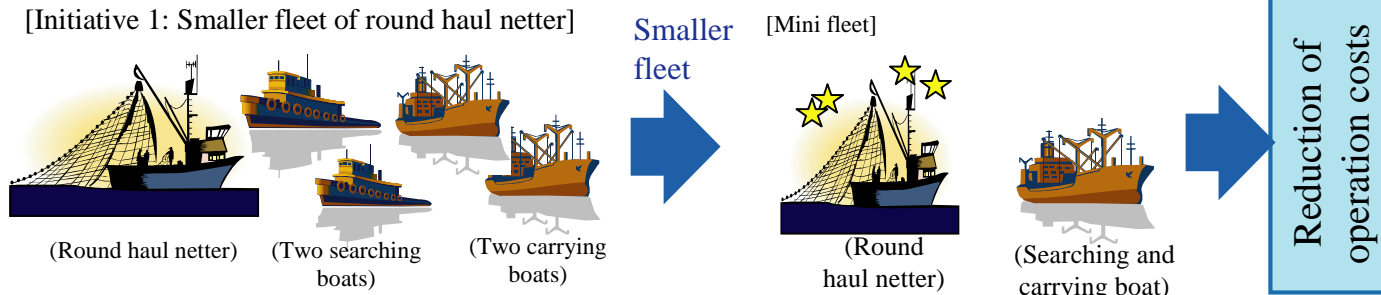 [Initiative 1: Smaller fleet of round haul netter]
Smaller
fleet
[Mini fleet]
(Round haul netter)
(Two searching
boats)
(Two carrying
boats)
(Round
haul netter)
(Searching and
carrying boat)
Reduction of
operation costs